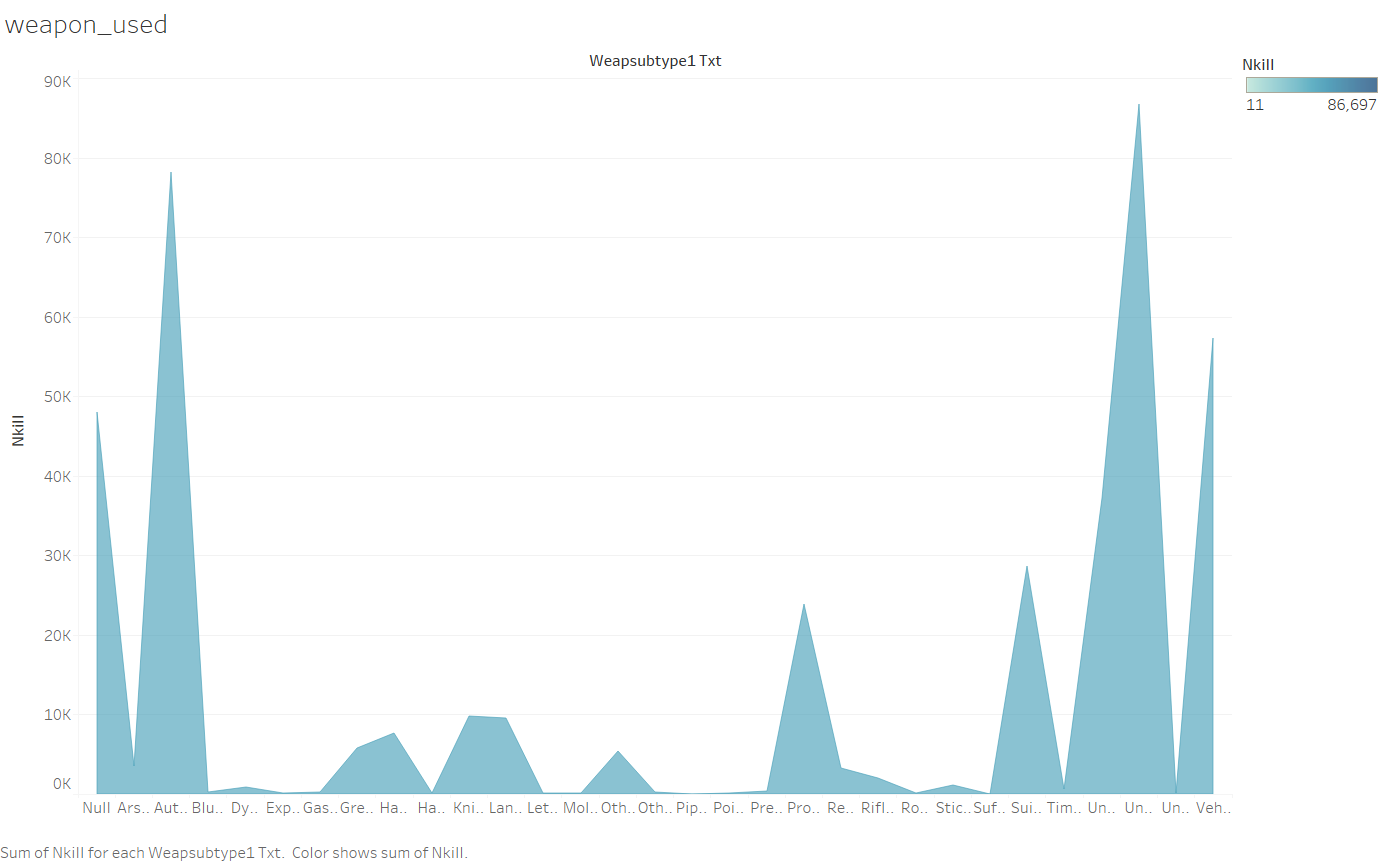 weapon_used
Weapsubtype1 Txt
Nkill
11 86,697
90K
80K
70K
60K
50K
40K
30K
20K
10K
0K
Nkill
Null Ars.. Aut.. Blu.. Dy.. Exp.. Gas.. Gre.. Ha.. Ha.. Kni.. Lan.. Let.. Mol.. Oth.. Oth.. Pip.. Poi.. Pre.. Pro.. Re.. Rifl.. Ro.. Stic.. Suf.. Sui.. Tim.. Un.. Un.. Un.. Veh..
Sum of Nkill for each Weapsubtype1 Txt. Color shows sum of Nkill.